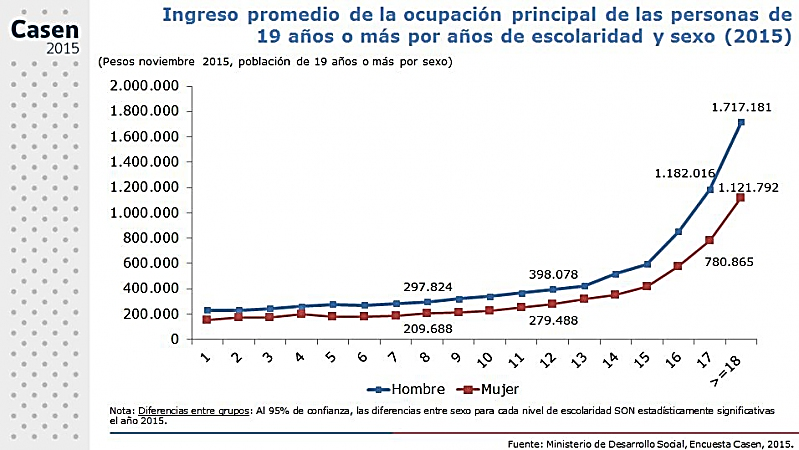 Casen
2015
Ingreso promedio de la ocupación principal de las personas de
19 años o más por años de escolaridad y sexo (2015)
(Pesos noviembre 2015, población de 19 años o más por sexo)
2.000.000
1.800.000
1.600.000
1.400.000
1.200.000
1.000.000
800.000
600.000
400.000
200.000
0
1.717.181
1.182.016
1.121.792
780.865
297.824
398.078
209.688
279.488
1 2 3 4 5 6 7 8 9 10 11 12 13 14 15 16 17 >=18
Hombre Mujer
Nota: Diferencias entre grupos: Al 95% de confianza, las diferencias entre sexo para cada nivel de escolaridad SON estadísticamente significativas
el año 2015.
Fuente: Ministerio de Desarrollo Social, Encuesta Casen, 2015.